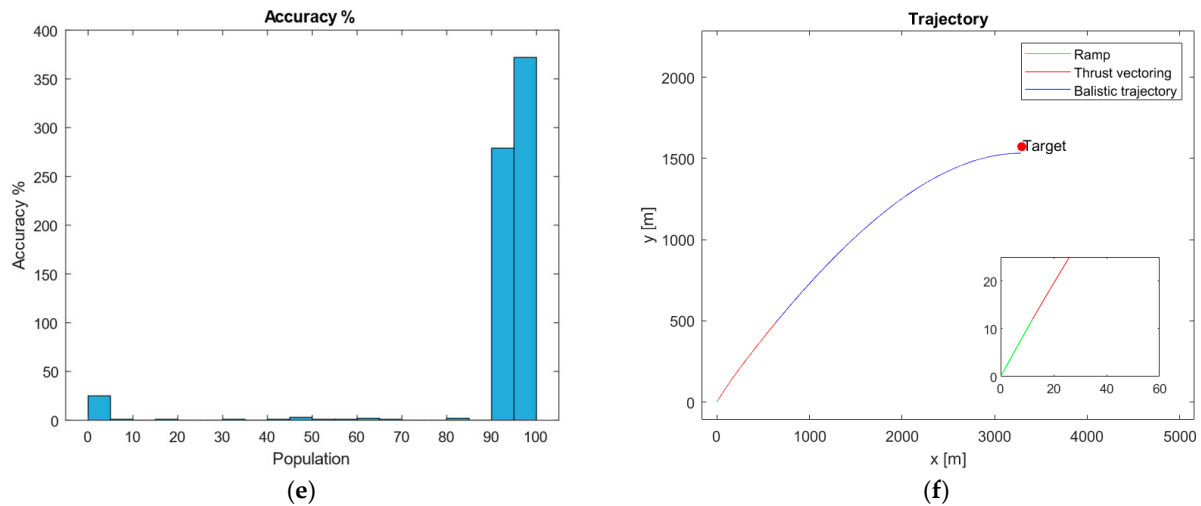 Accuracy %
400
350
300
250
200
150
100
50
0
Accuracy %
0 10 20 30 40 50 60 70 80 90 100
Population
(e)
Trajectory
Ramp
Thrust vectoring
Balistic trajectory
2000
1500
1000
500
0
y [m]
Target
20
10
0
0 20 40 60
0 1000 2000 3000 4000 5000
x [m]
(f)